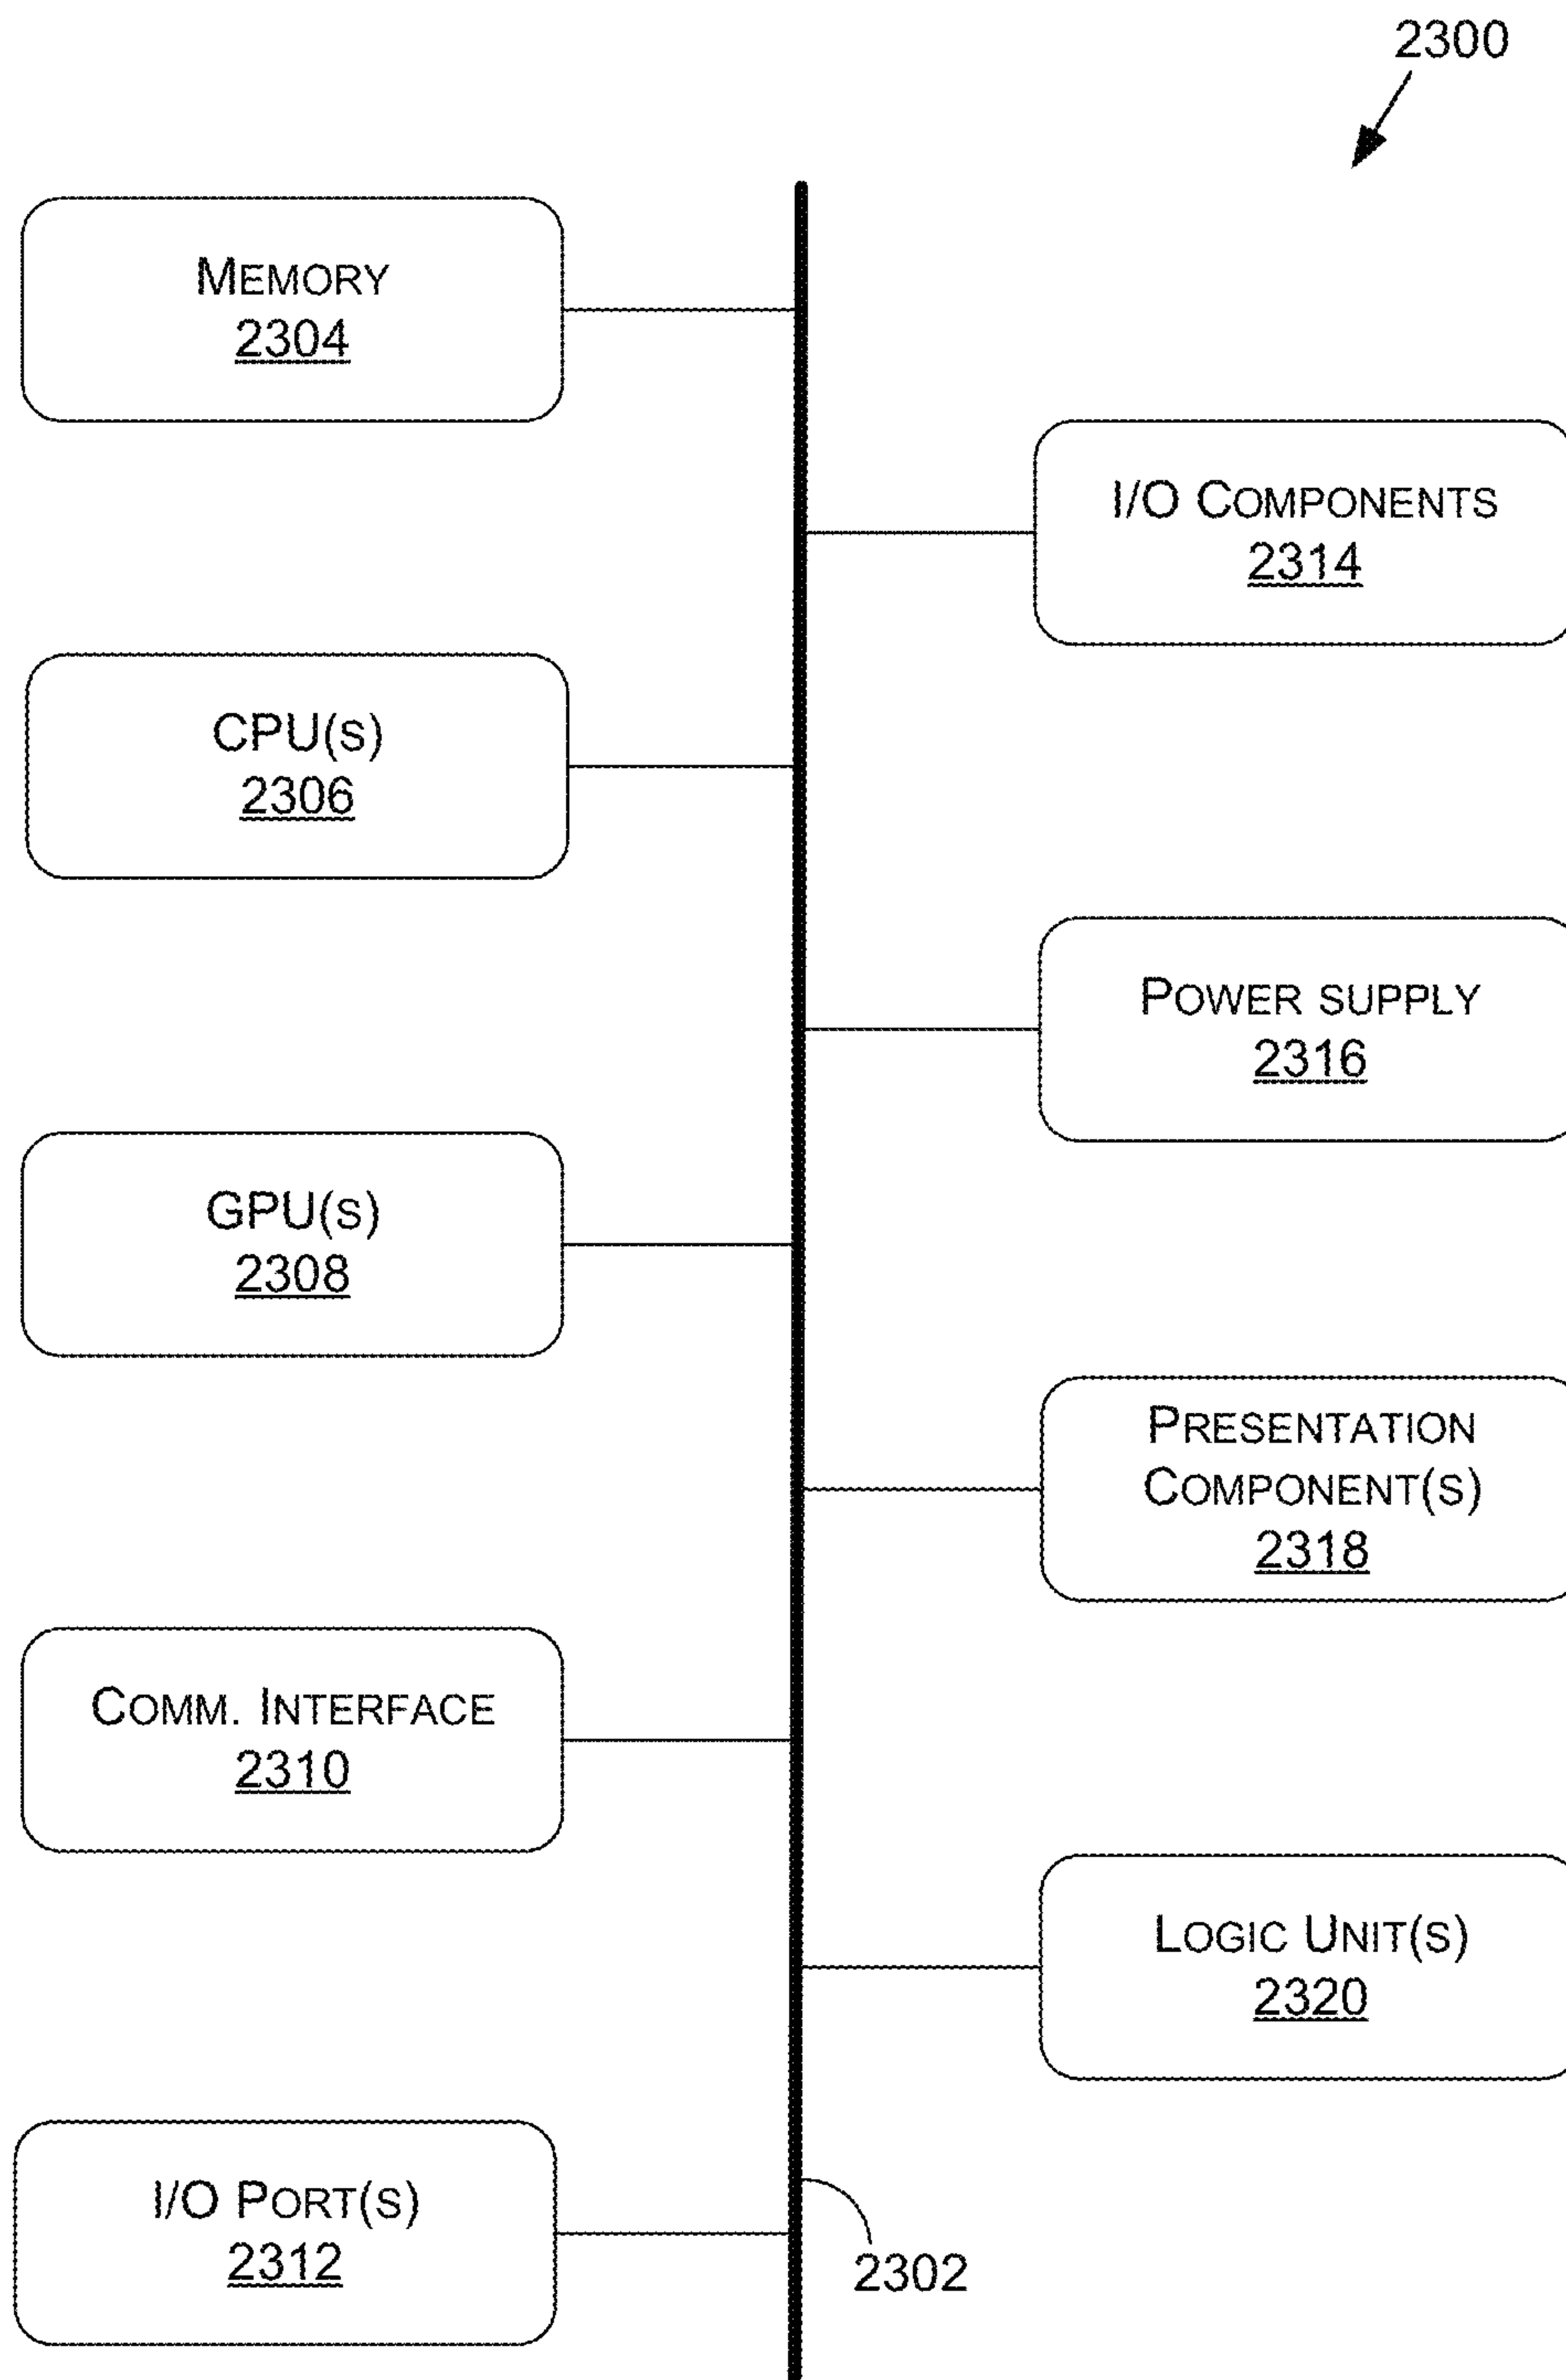 2300
MEMORY
2304
I/O COMPONENTS
2314
CPU(S)
2306
POWER SUPPLY
2316
GPU(S)
2308
PRESENTATION
COMPONENT(S)
2318
COMM. INTERFACE
2310
LOGIC UNIT(S)
2320
I/O PORT(S)
2312
2302